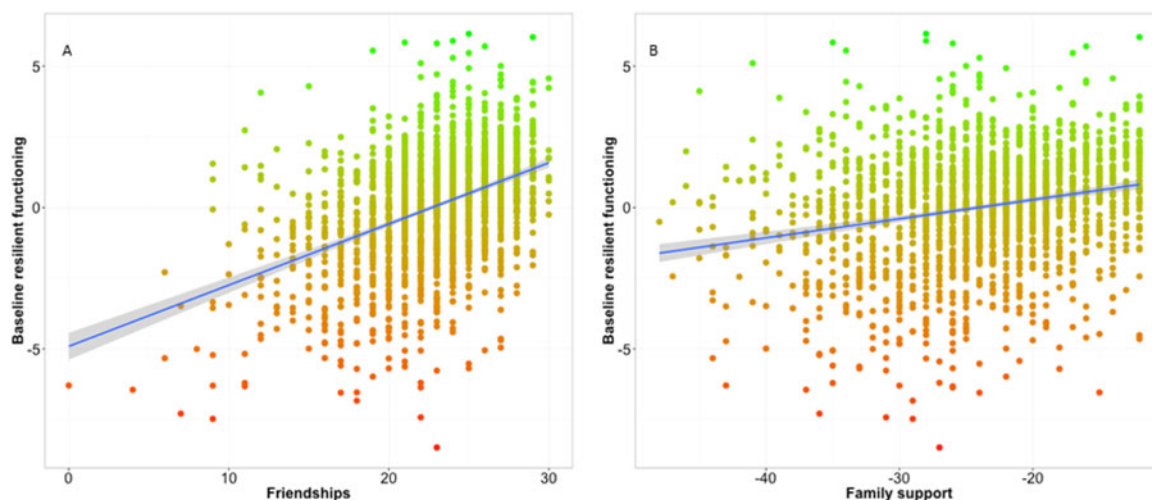 A
Baseline resilient functioning
5
0
-5
0
10
20
30
Friendships
B
Baseline resilient functioning
5
0
-5
-40
-30
-20
Family support